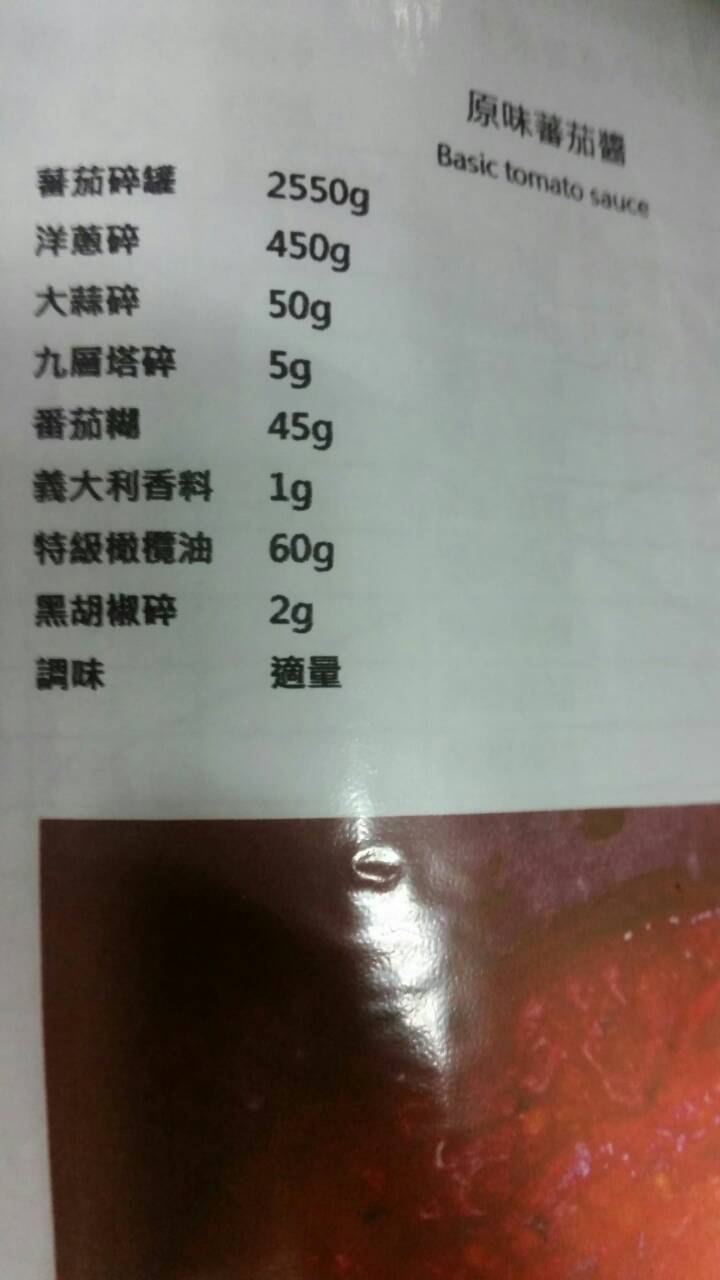 原味蕃茄醬
Basic tomato sauce
蕃茄碎罐 2550g
洋蔥碎 450g
大蒜碎 50g
九層塔碎 5g
番茄糊 45g
義大利香料 1g
特級橄欖油 60g
黑胡椒碎 2g
調味 適量